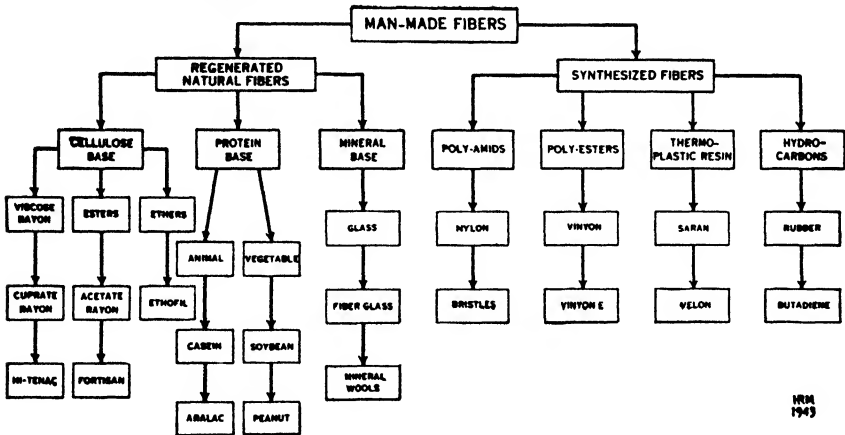 MAN-MADE FIBERS
REGENERATED
NATURAL FIBERS
SYNTHESIZED FIBERS
CELLULOSE
BASE
PROTEIN
BASE
MINERAL
BASE
POLY-AMIDS
POLY-ESTERS
THERMO-
PLASTIC RESIN
HYDRO-
CARBONS
VISCOSE
RAYON
ESTERS
ETHERS
GLASS
NYLON
VINYON
SARAN
RUBBER
ANIMAL
VEGETABLE
CUPRATE
RAYON
ACETATE
RAYON
ETHOFIL
FIBER GLASS
BRISTLES
VINYON E
VELON
BUTADIENE
CASEIN
SOYBEAN
HI-TENAC
FORTISAN
MINERAL
WOOLS
ARALAC
PEANUT
HRM
1943